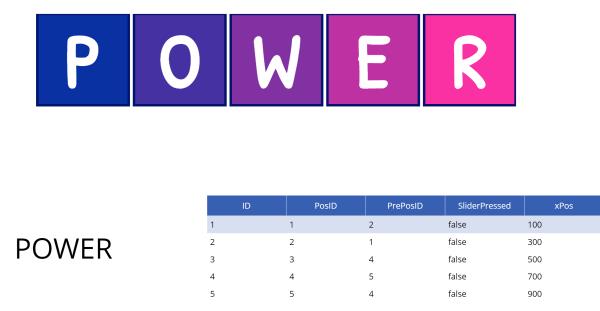 POWER
ID PosID PrePosID SliderPressed xPos
1 1 2 false 100
POWER
2 2 1 false 300
3 3 4 false 500
4 4 5 false 700
5 5 4 false 900